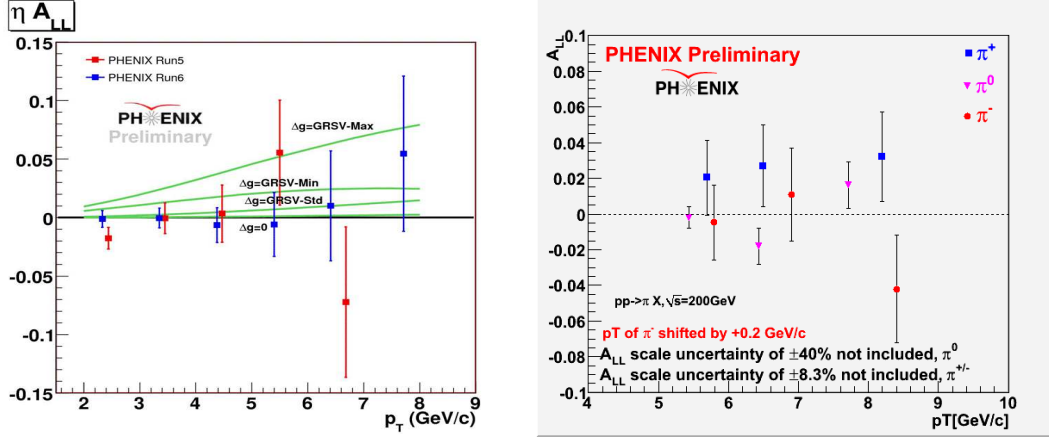 η A_LL
0.15
0.1
0.05
0
-0.05
-0.1
-0.15
PHENIX Run5
PHENIX Run6
PHENIX
Preliminary
Δg=GRSV-Max
Δg=GRSV-Min
Δg=GRSV-Std
Δg=0
2 3 4 5 6 7 8 9
p_T (GeV/c)
A_LL
0.1
0.08
0.06
0.04
0.02
0
-0.02
-0.04
-0.06
-0.08
-0.1
PHENIX Preliminary
PHENIX
π+
π0
π-
pp->π X, √s=200GeV
pT of π- shifted by +0.2 GeV/c
A_LL scale uncertainty of ±40% not included, π0
A_LL scale uncertainty of ±8.3% not included, π+/-
4 5 6 7 8 9 10
pT[GeV/c]